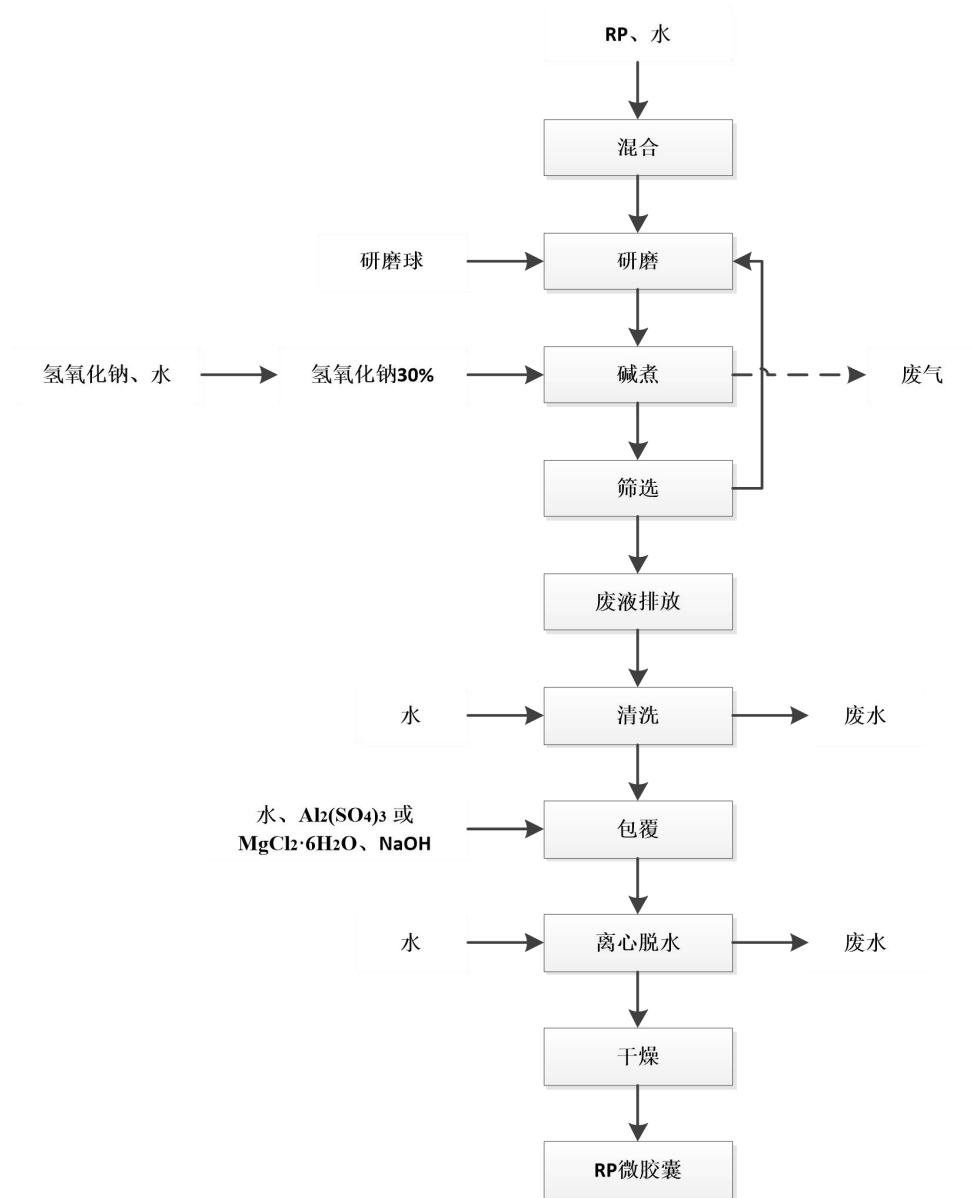 RP、水
混合
研磨球
研磨
氢氧化钠、水
氢氧化钠30%
碱煮
废气
筛选
废液排放
水
清洗
废水
水、Al2(SO4)3 或
MgCl2·6H2O、NaOH
包覆
水
离心脱水
废水
干燥
RP微胶囊